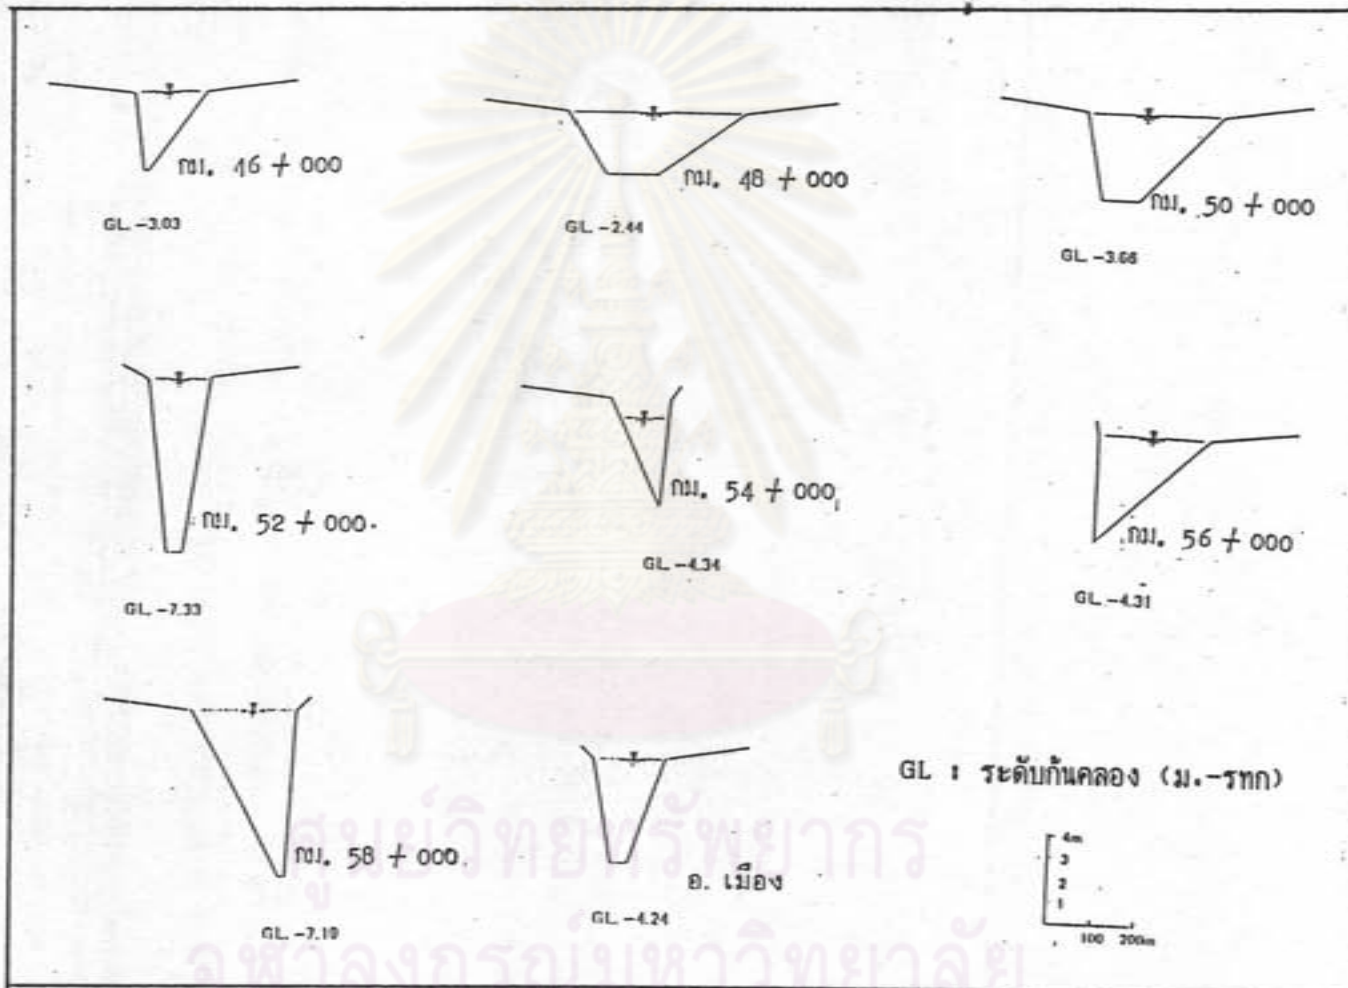 กม. 46 + 000
GL -3.03
กม. 48 + 000
GL -2.44
กม. 50 + 000
GL -3.66
กม. 52 + 000
GL -7.33
กม. 54 + 000
GL -4.34
กม. 56 + 000
GL -4.31
กม. 58 + 000
GL -7.19
อ. เมือง
GL -4.24
GL : ระดับก้นคลอง (ม.-รทก)
4m
3
2
1
100 200m
ศูนย์วิทยทรัพยากร
จุฬาลงกรณ์มหาวิทยาลัย